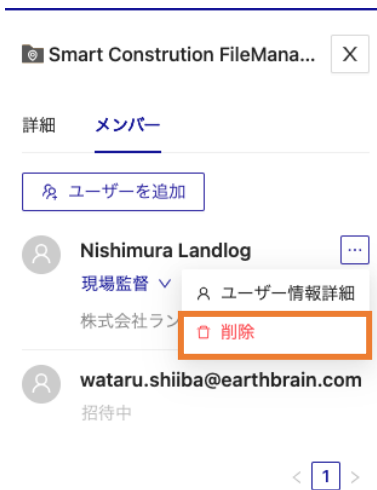 Smart Constrution FileMana... X
詳細 メンバー
ユーザーを追加
Nishimura Landlog ...
現場監督
ユーザー情報詳細
株式会社ラン
削除
wataru.shiiba@earthbrain.com
招待中
< 1 >